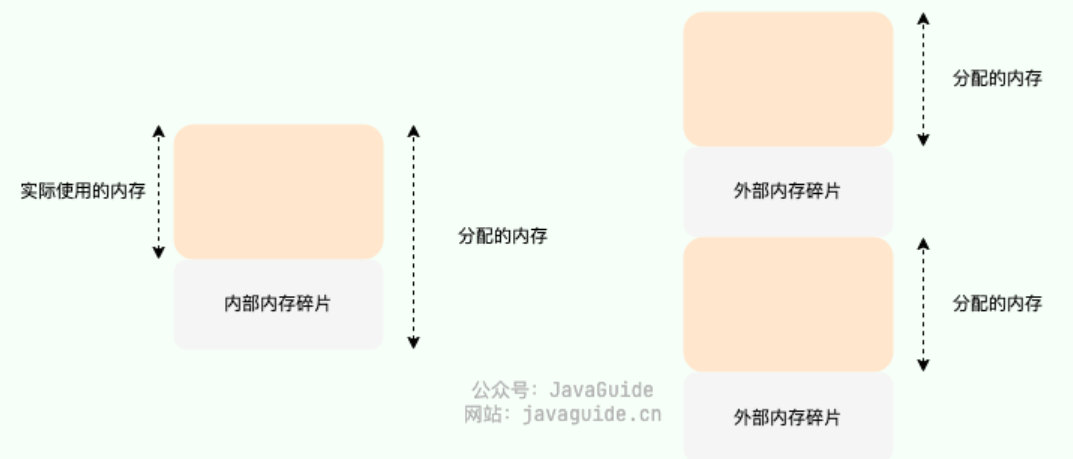 实际使用的内存
内部内存碎片
分配的内存
分配的内存
外部内存碎片
分配的内存
外部内存碎片
公众号：JavaGuide
网站：javaguide.cn